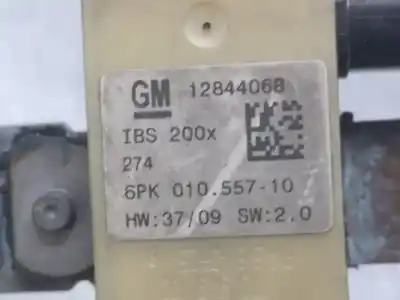 GM 12844068
IBS 200x
274
6PK 010.557-10
HW:37/09 SW:2.0